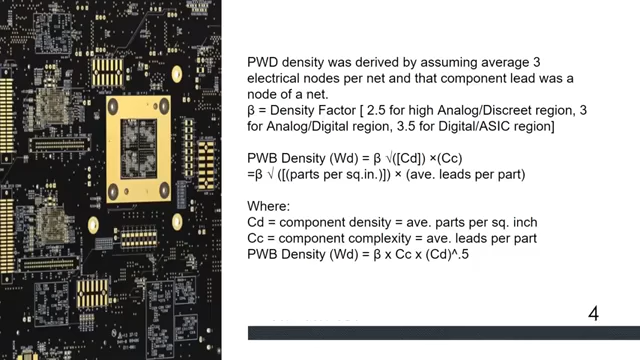 PWD density was derived by assuming average 3
electrical nodes per net and that component lead was a
node of a net.
β = Density Factor [ 2.5 for high Analog/Discreet region, 3
for Analog/Digital region, 3.5 for Digital/ASIC region]
PWB Density (Wd) = β √([Cd]) ×(Cc)
=β √ ([(parts per sq.in.)]) × (ave. leads per part)
Where:
Cd = component density = ave. parts per sq. inch
Cc = component complexity = ave. leads per part
PWB Density (Wd) = β x Cc x (Cd)^.5
4